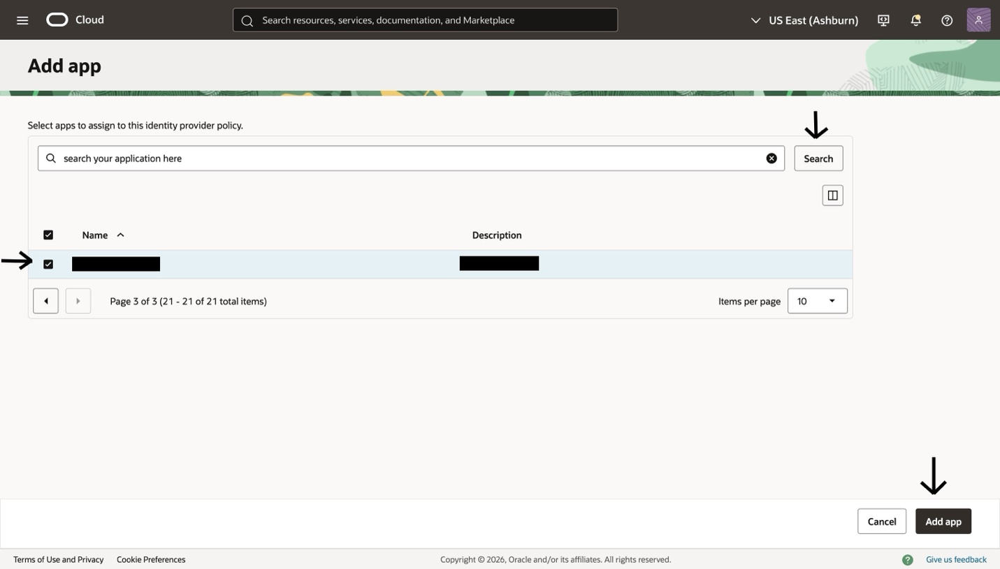 Cloud
Search resources, services, documentation, and Marketplace
US East (Ashburn)
Add app
Select apps to assign to this identity provider policy.
search your application here
Search
Name
Description
Page 3 of 3 (21 - 21 of 21 total items)
Items per page
10
Cancel
Add app
Terms of Use and Privacy
Cookie Preferences
Copyright © 2026, Oracle and/or its affiliates. All rights reserved.
?
Give us feedback